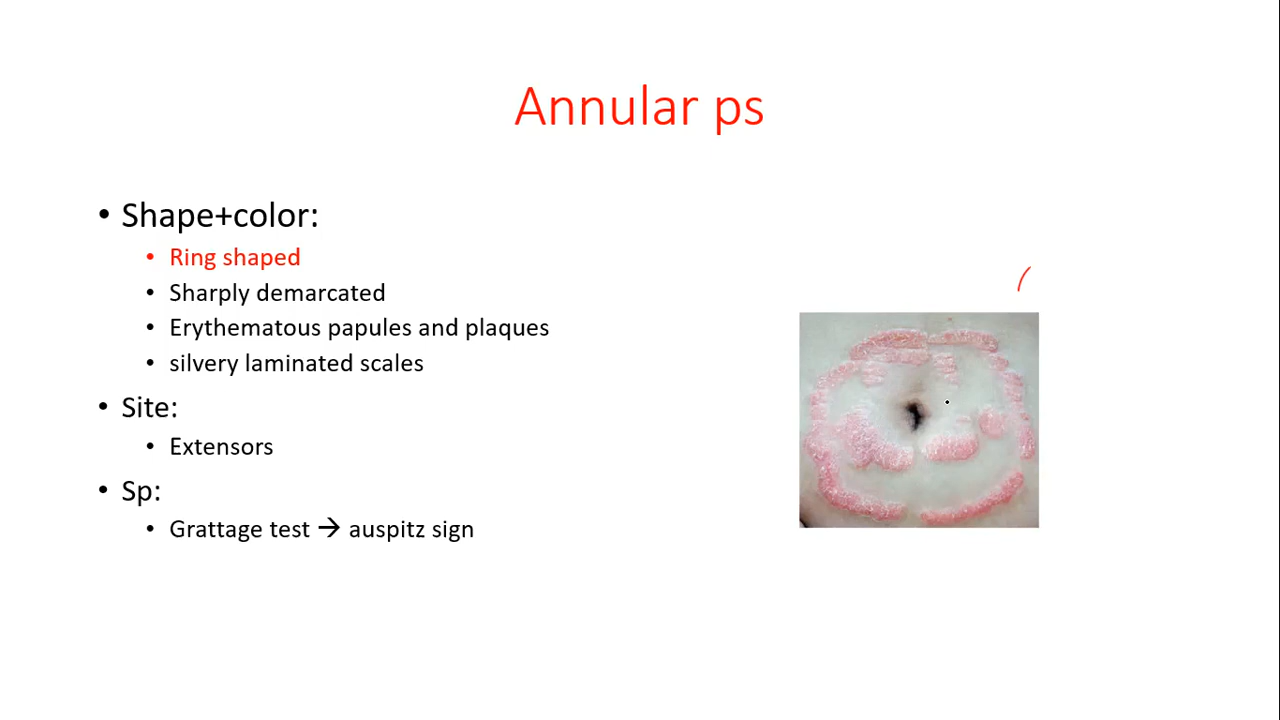 Annular ps
• Shape+color:
• Ring shaped
• Sharply demarcated
• Erythematous papules and plaques
• silvery laminated scales
• Site:
• Extensors
• Sp:
• Grattage test → auspitz sign